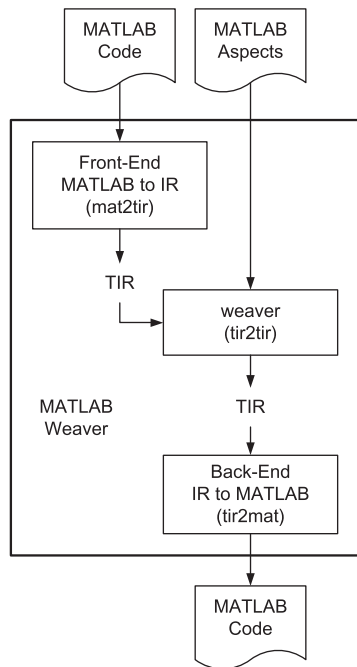 MATLAB
Code
MATLAB
Aspects
Front-End
MATLAB to IR
(mat2tir)
TIR
weaver
(tir2tir)
MATLAB
Weaver
TIR
Back-End
IR to MATLAB
(tir2mat)
MATLAB
Code